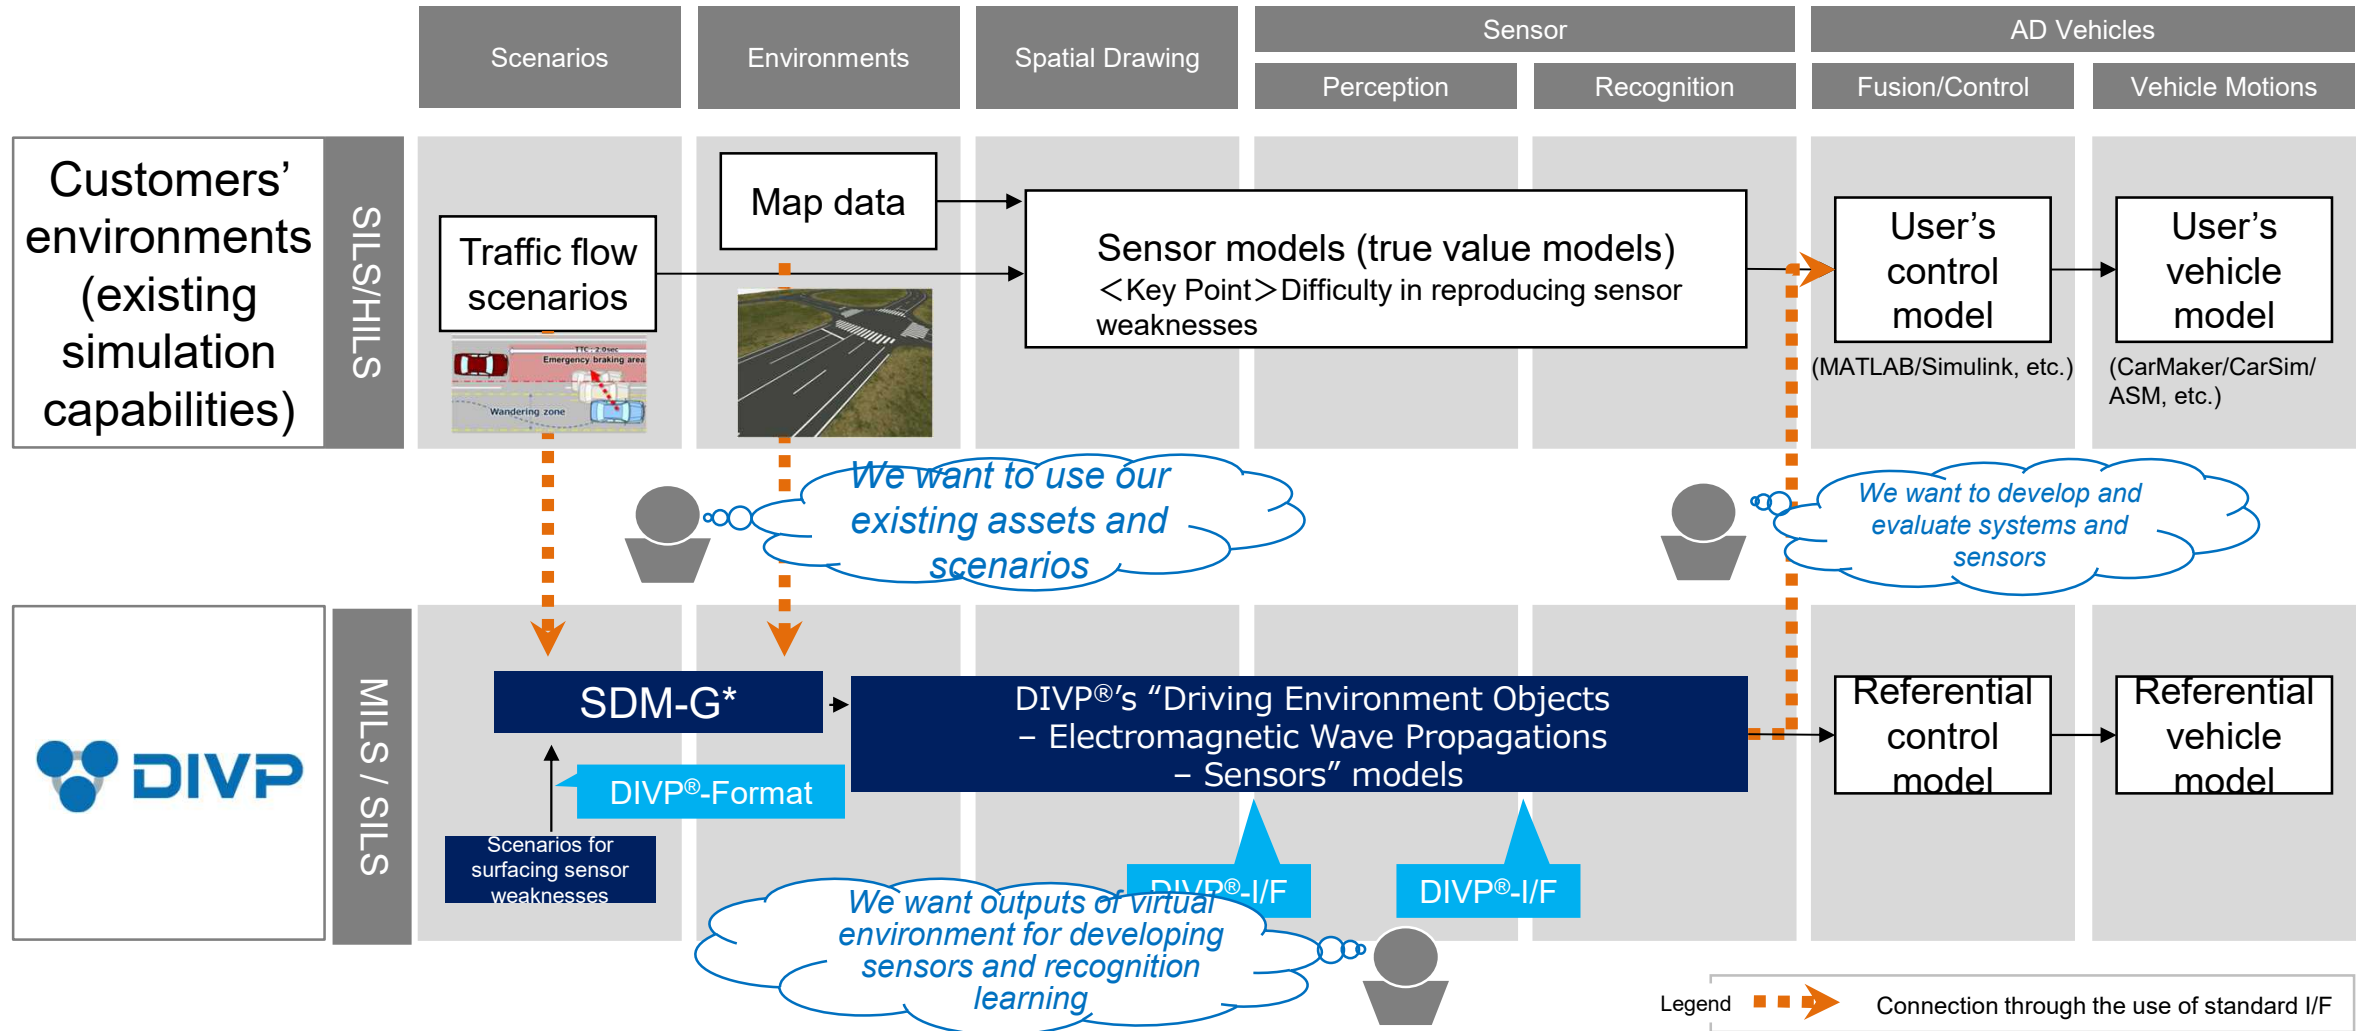 Scenarios
Environments
Spatial Drawing
Sensor
AD Vehicles
Perception
Recognition
Fusion/Control
Vehicle Motions
Customers’
environments
(existing
simulation
capabilities)
SILS/HILS
Traffic flow
scenarios
Map data
Sensor models (true value models)
＜Key Point＞Difficulty in reproducing sensor
weaknesses
User’s
control
model
(MATLAB/Simulink, etc.)
User’s
vehicle
model
(CarMaker/CarSim/
ASM, etc.)
TTC : 2.0sec
Emergency braking area
Wandering zone
We want to use our
existing assets and
scenarios
We want to develop and
evaluate systems and
sensors
DIVP
MILS / SILS
SDM-G*
DIVP®-Format
Scenarios for
surfacing sensor
weaknesses
DIVP®’s “Driving Environment Objects
– Electromagnetic Wave Propagations
– Sensors” models
Referential
control
model
Referential
vehicle
model
DIVP®-I/F
DIVP®-I/F
We want outputs of virtual
environment for developing
sensors and recognition
learning
Legend
Connection through the use of standard I/F